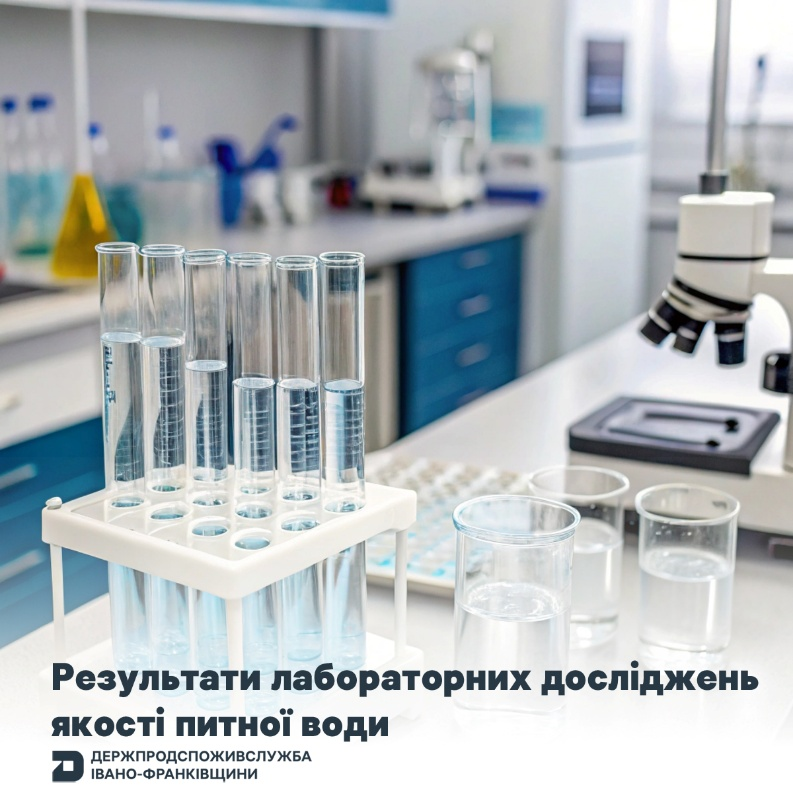 Результати лабораторних досліджень
якості питної води
ДЕРЖПРОДСПОЖИВСЛУЖБА
ІВАНО-ФРАНКІВЩИНИ